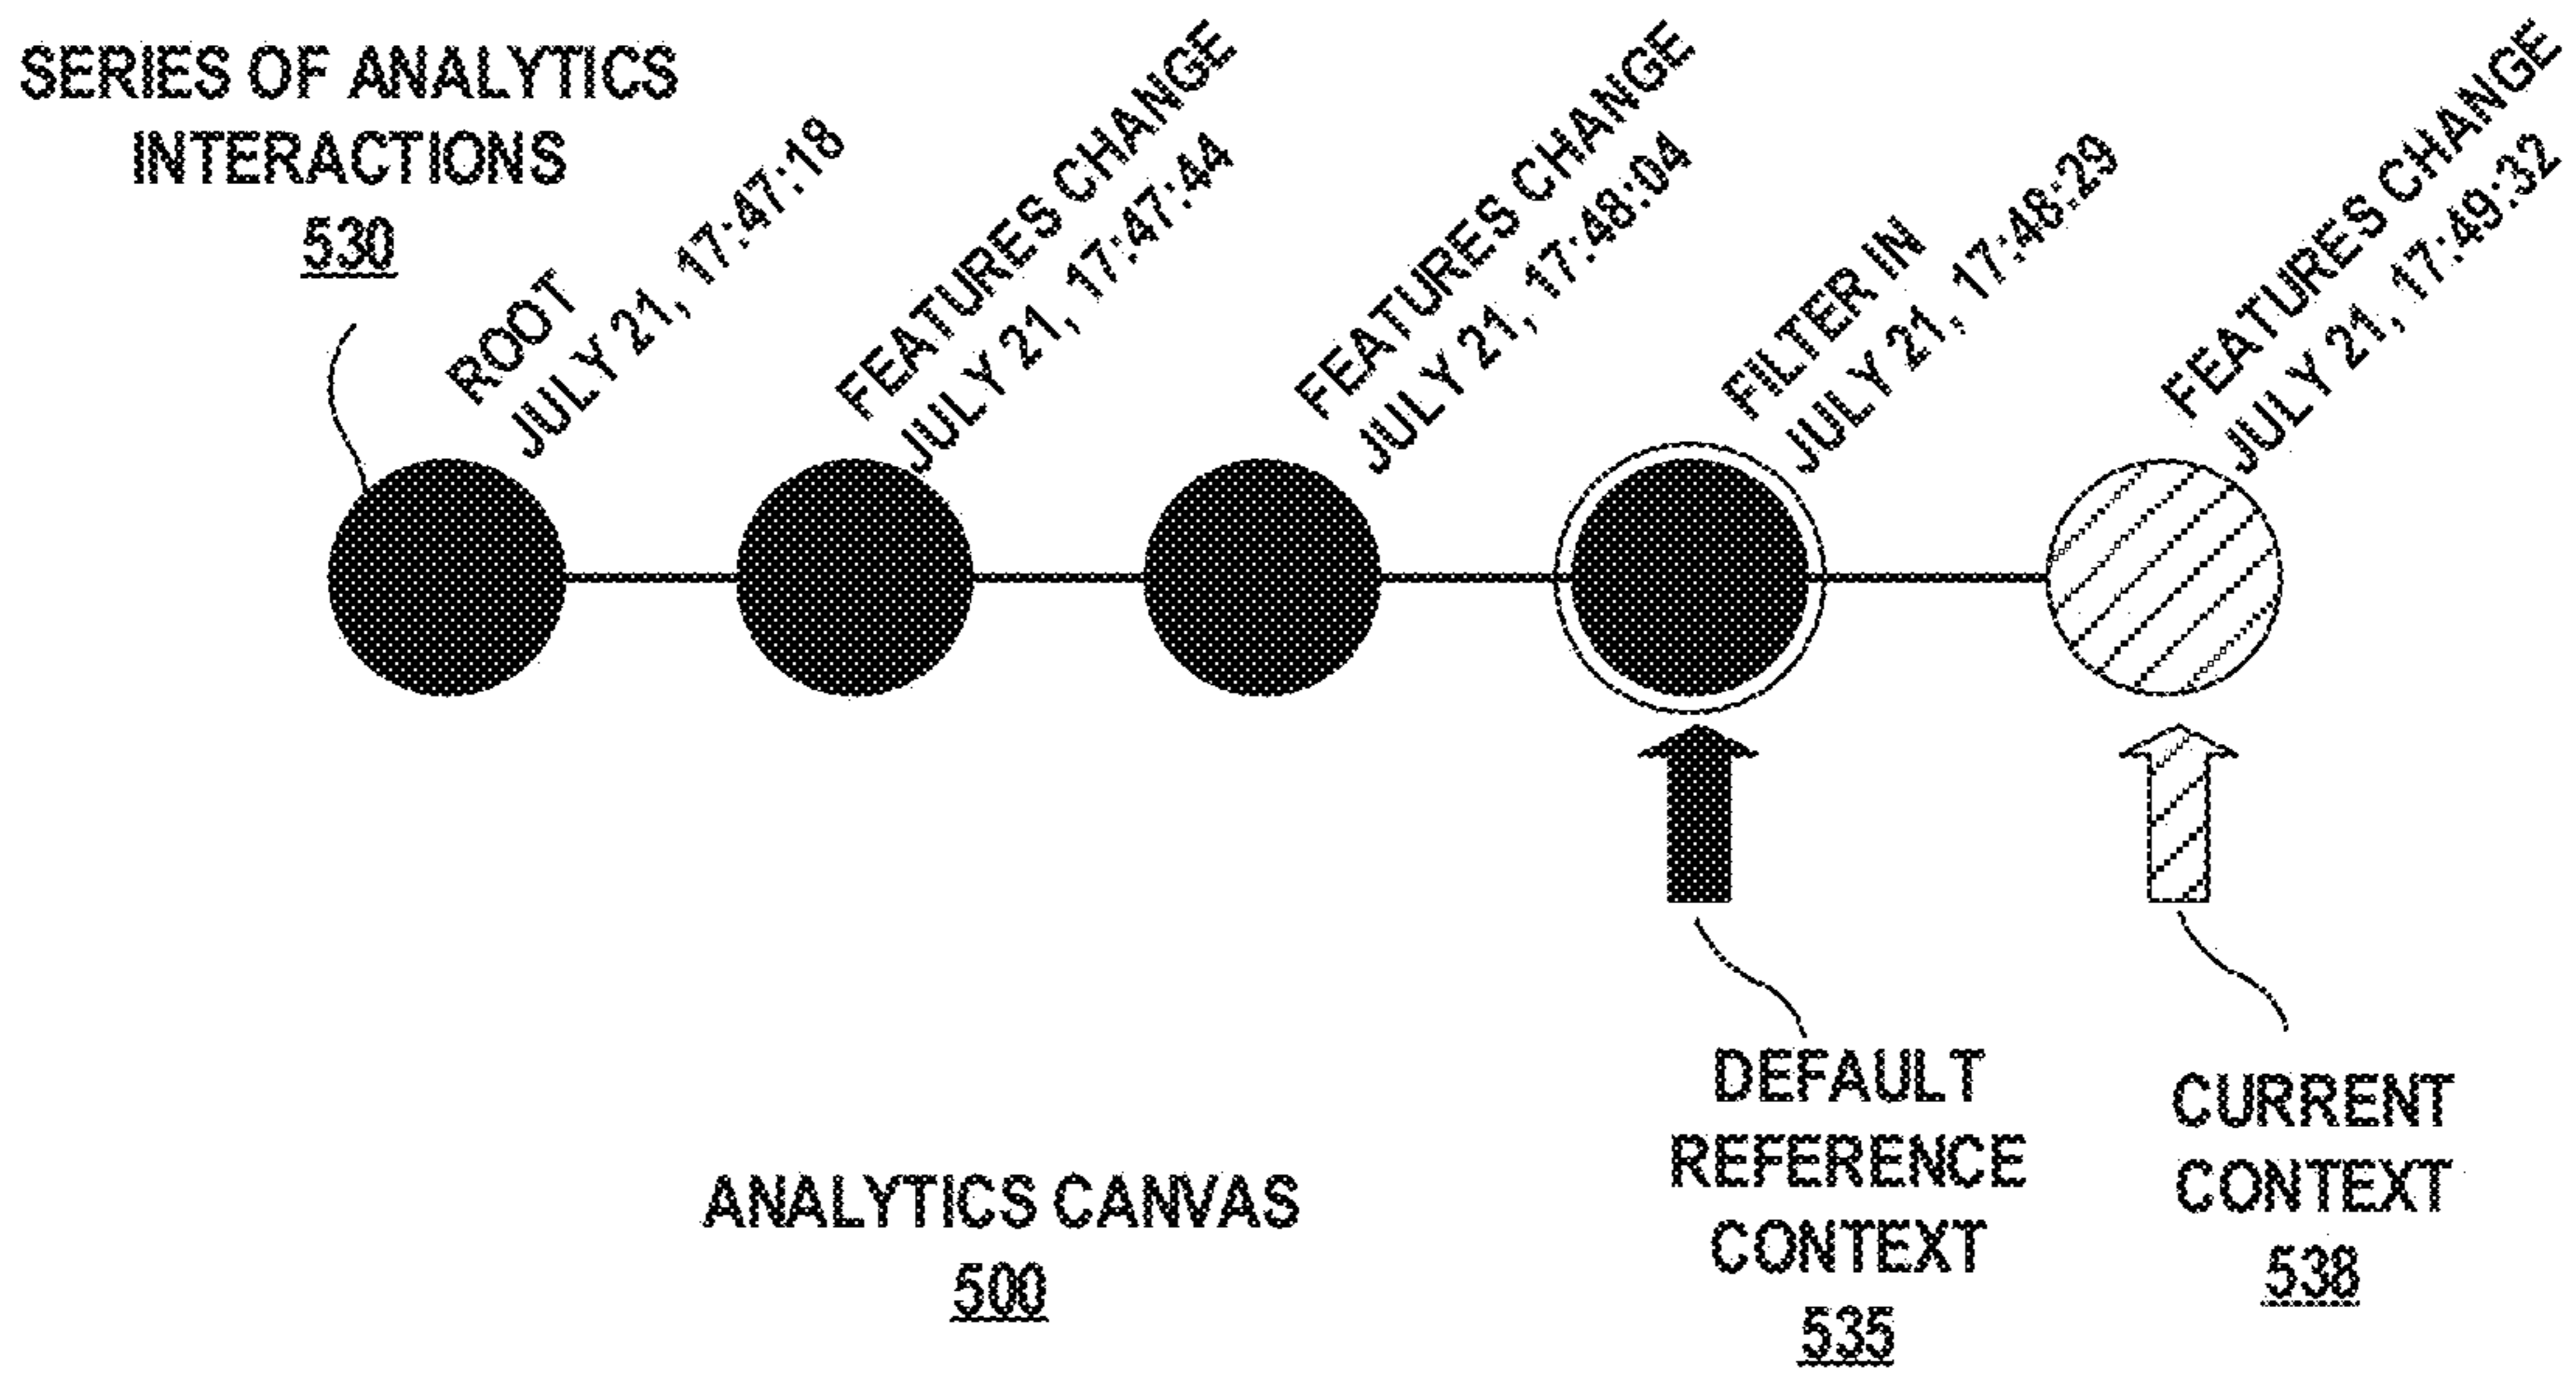 SERIES OF ANALYTICS
INTERACTIONS
530
ROOT
JULY 21, 17:47:18
FEATURES CHANGE
JULY 21, 17:47:44
FEATURES CHANGE
JULY 21, 17:48:04
FILTER IN
JULY 21, 17:48:29
FEATURES CHANGE
JULY 21, 17:49:32
DEFAULT
REFERENCE
CONTEXT
535
CURRENT
CONTEXT
538
ANALYTICS CANVAS
500